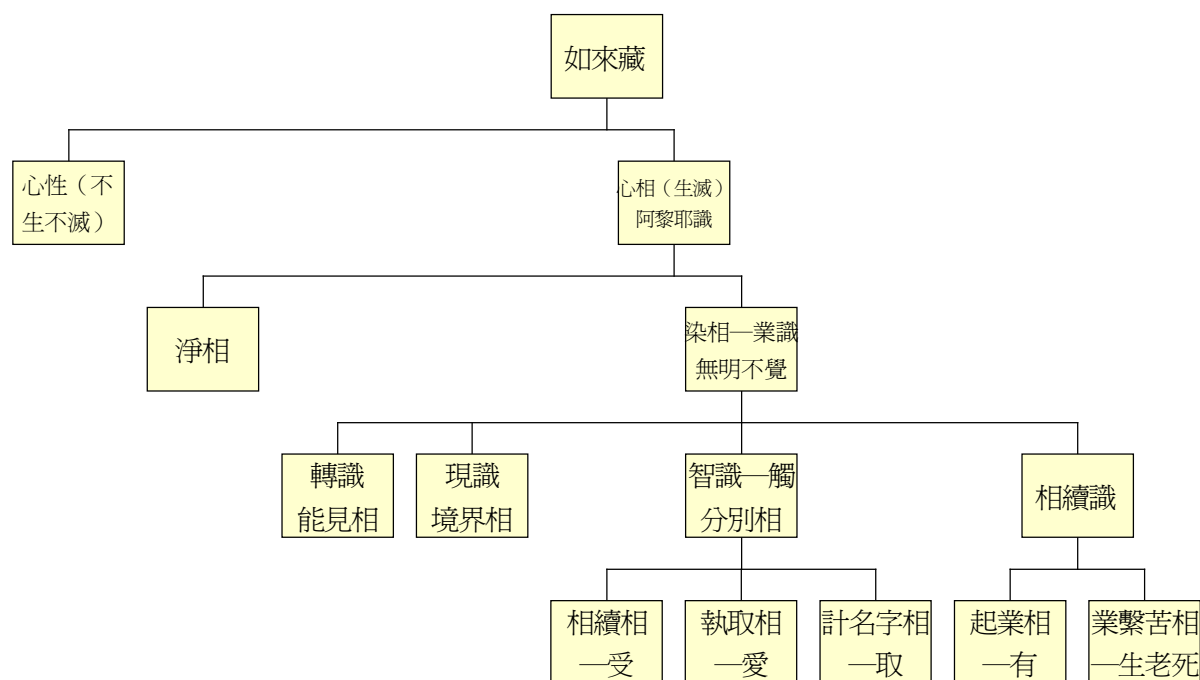 如來藏
心性（不
生不滅）
心相（生滅）
阿黎耶識
淨相
染相—業識
無明不覺
轉識
能見相
現識
境界相
智識—觸
分別相
相續識
相續相
—受
執取相
—愛
計名字相
—取
起業相
—有
業繫苦相
—生老死